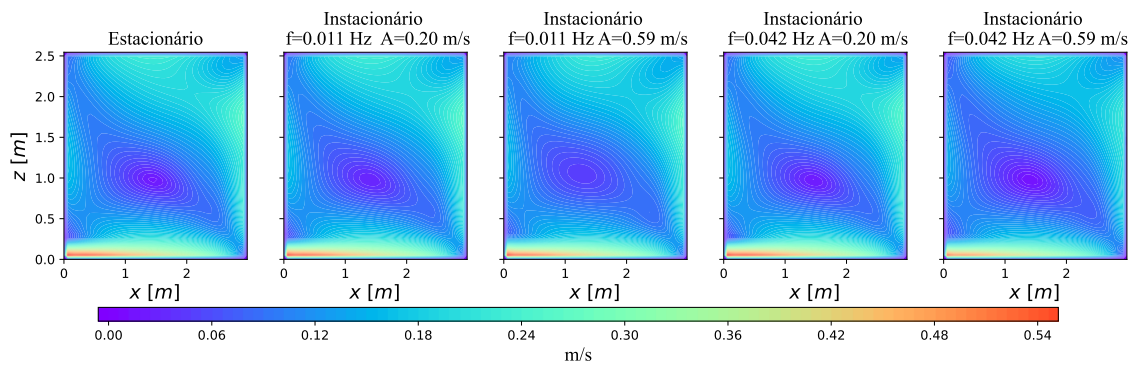 Estacionário
Instacionário
f=0.011 Hz  A=0.20 m/s
Instacionário
f=0.011 Hz A=0.59 m/s
Instacionário
f=0.042 Hz A=0.20 m/s
Instacionário
f=0.042 Hz A=0.59 m/s
z [m]
2.5
2.0
1.5
1.0
0.5
0.0
0 1 2
0 1 2
0 1 2
0 1 2
0 1 2
x [m]
x [m]
x [m]
x [m]
x [m]
0.00 0.06 0.12 0.18 0.24 0.30 0.36 0.42 0.48 0.54
m/s